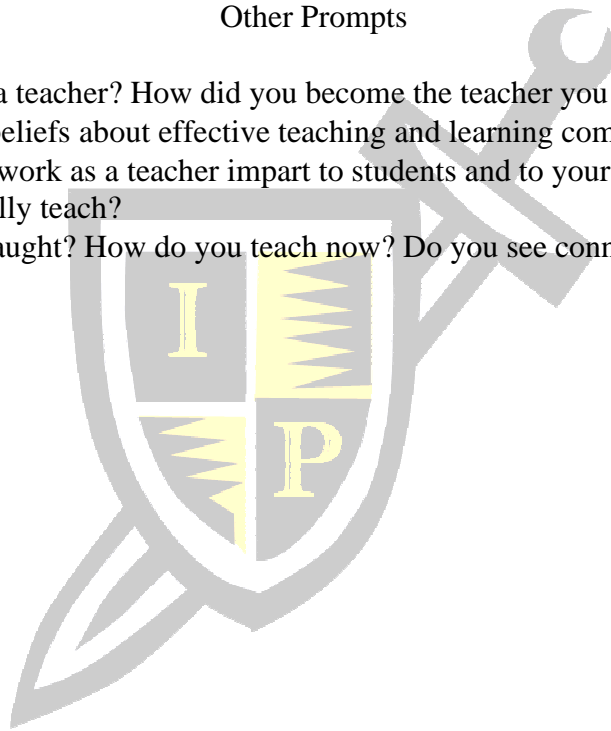 Other Prompts
a teacher? How did you become the teacher you
beliefs about effective teaching and learning com
work as a teacher impart to students and to your
lly teach?
aught? How do you teach now? Do you see conn
I
P